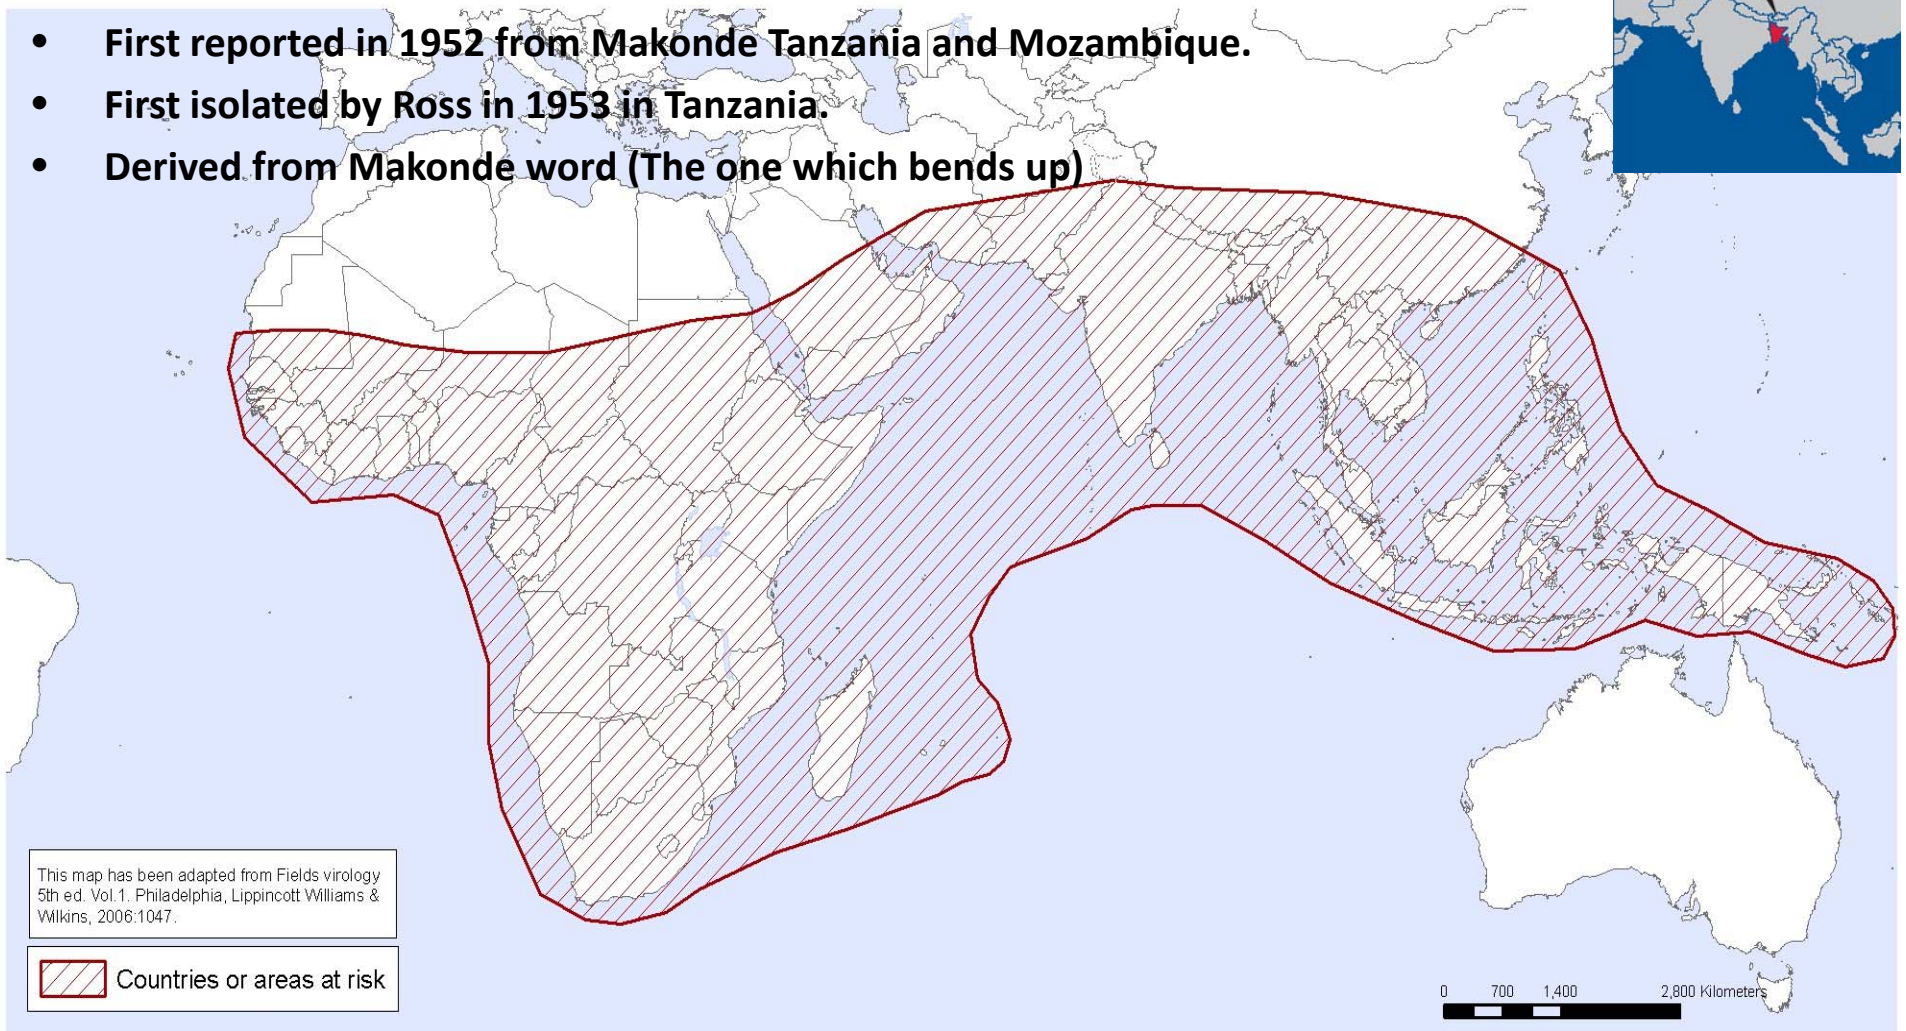 • First reported in 1952 from Makonde Tanzania and Mozambique.
• First isolated by Ross in 1953 in Tanzania.
• Derived from Makonde word (The one which bends up)
This map has been adapted from Fields virology
5th ed. Vol.1. Philadelphia, Lippincott Williams &
Wilkins, 2006:1047.
Countries or areas at risk
0 700 1,400 2,800 Kilometers